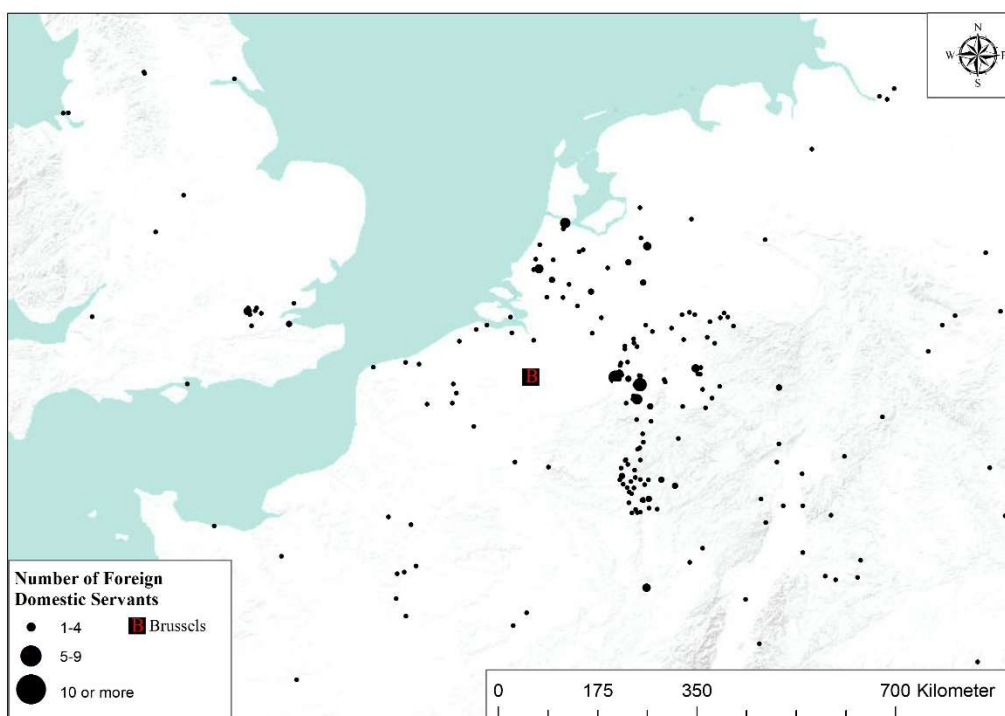 N
W
S
B
Number of Foreign
Domestic Servants
1-4
B Brussels
5-9
10 or more
0 175 350 700 Kilometer